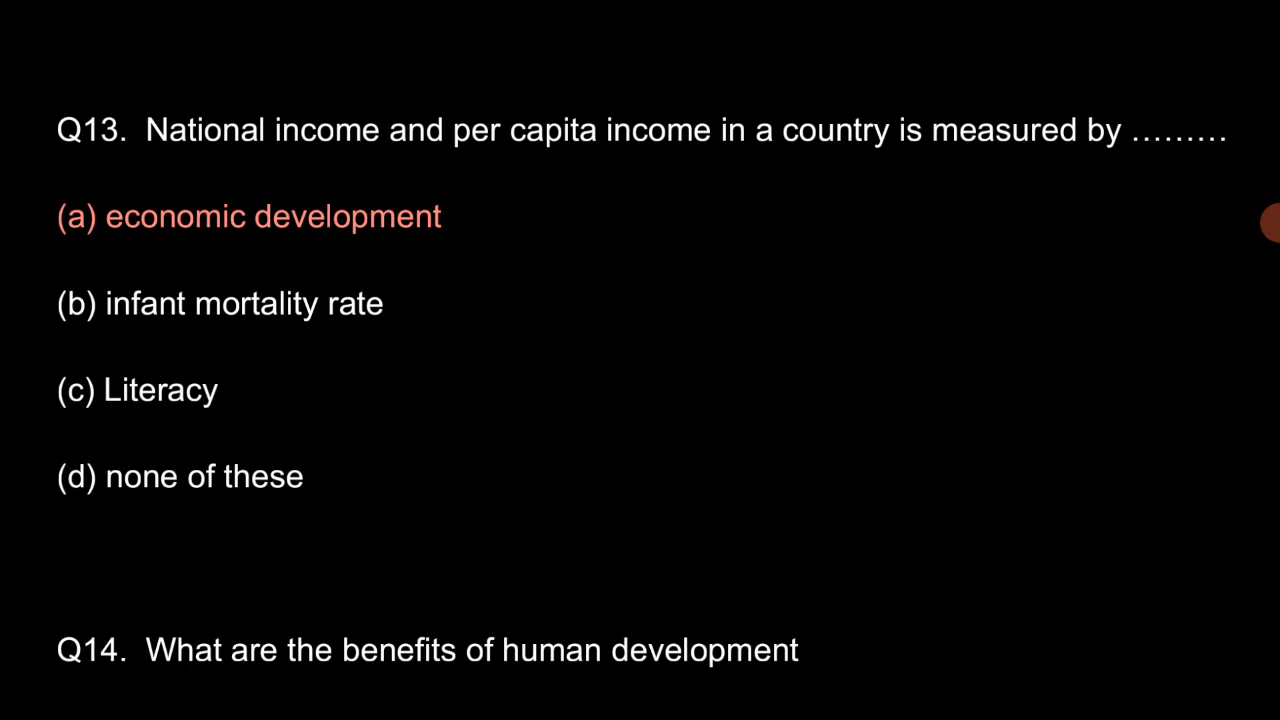 Q13.  National income and per capita income in a country is measured by ………
(a) economic development
(b) infant mortality rate
(c) Literacy
(d) none of these
Q14.  What are the benefits of human development